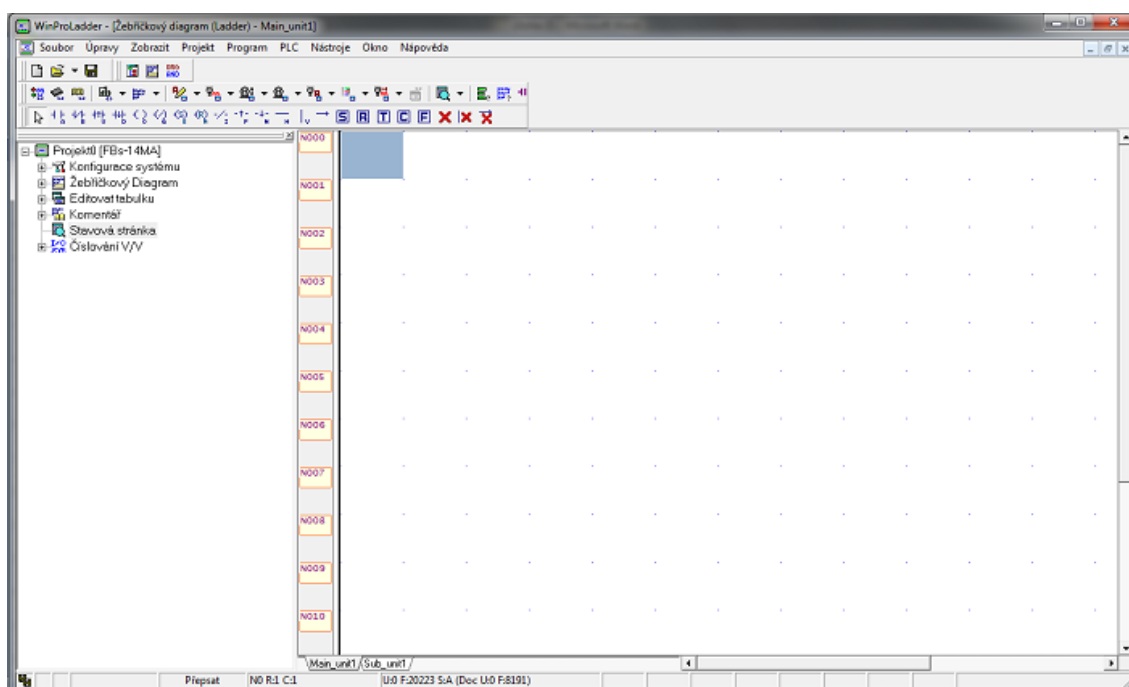 WinProLadder - [Žebříčkový diagram (Ladder) - Main_unit1]
Soubor Úpravy Zobrazit Projekt Program PLC Nástroje Okno Nápověda
S R T C F
Projekt0 [FBs-14MA]
Konfigurace systému
Žebříčkový Diagram
Editovat tabulku
Komentář
Stavová stránka
Číslování V/V
N000
N001
N002
N003
N004
N005
N006
N007
N008
N009
N010
Main_unit1 Sub_unit1
Přepsat N0 R:1 C:1 U:0 F:20223 S:A (Doc U:0 F:8191)